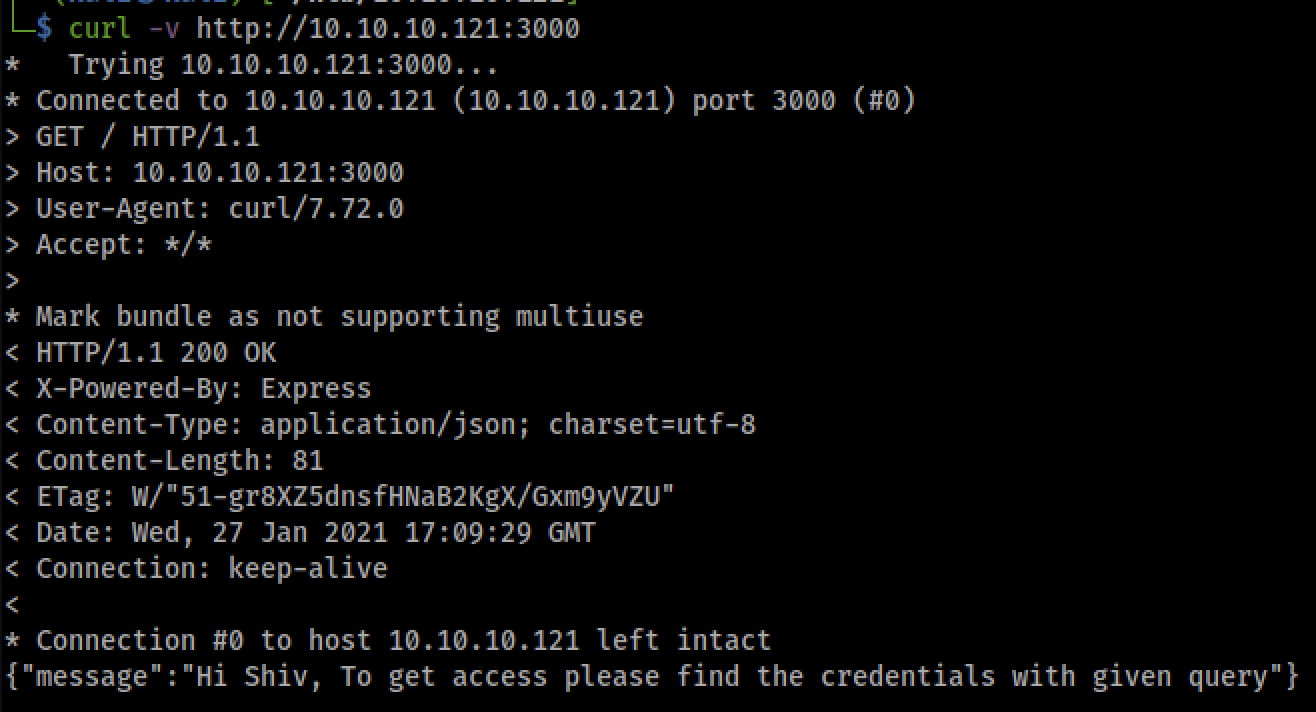 $ curl -v http://10.10.10.121:3000
*   Trying 10.10.10.121:3000...
* Connected to 10.10.10.121 (10.10.10.121) port 3000 (#0)
> GET / HTTP/1.1
> Host: 10.10.10.121:3000
> User-Agent: curl/7.72.0
> Accept: */*
>
* Mark bundle as not supporting multiuse
< HTTP/1.1 200 OK
< X-Powered-By: Express
< Content-Type: application/json; charset=utf-8
< Content-Length: 81
< ETag: W/"51-gr8XZ5dnsfHNaB2KgX/Gxm9yVZU"
< Date: Wed, 27 Jan 2021 17:09:29 GMT
< Connection: keep-alive
<
* Connection #0 to host 10.10.10.121 left intact
{"message":"Hi Shiv, To get access please find the credentials with given query"}